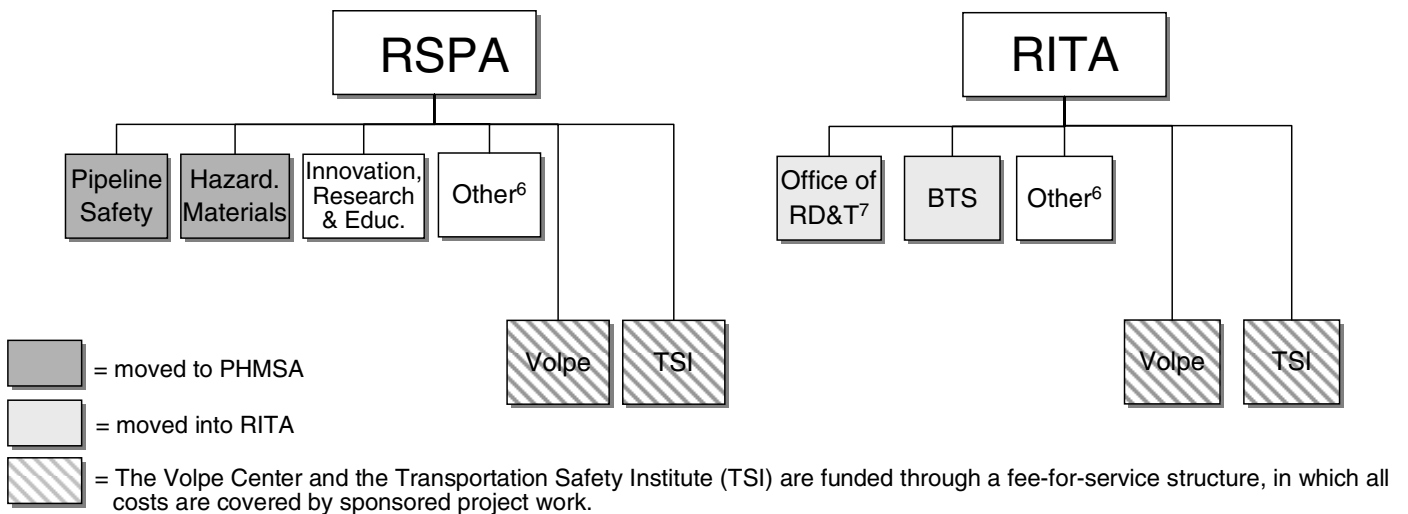 RSPA
RITA
Pipeline
Safety
Hazard.
Materials
Innovation,
Research
& Educ.
Other⁶
Office of
RD&T⁷
BTS
Other⁶
Volpe
TSI
Volpe
TSI
= moved to PHMSA
= moved into RITA
= The Volpe Center and the Transportation Safety Institute (TSI) are funded through a fee-for-service structure, in which all
costs are covered by sponsored project work.